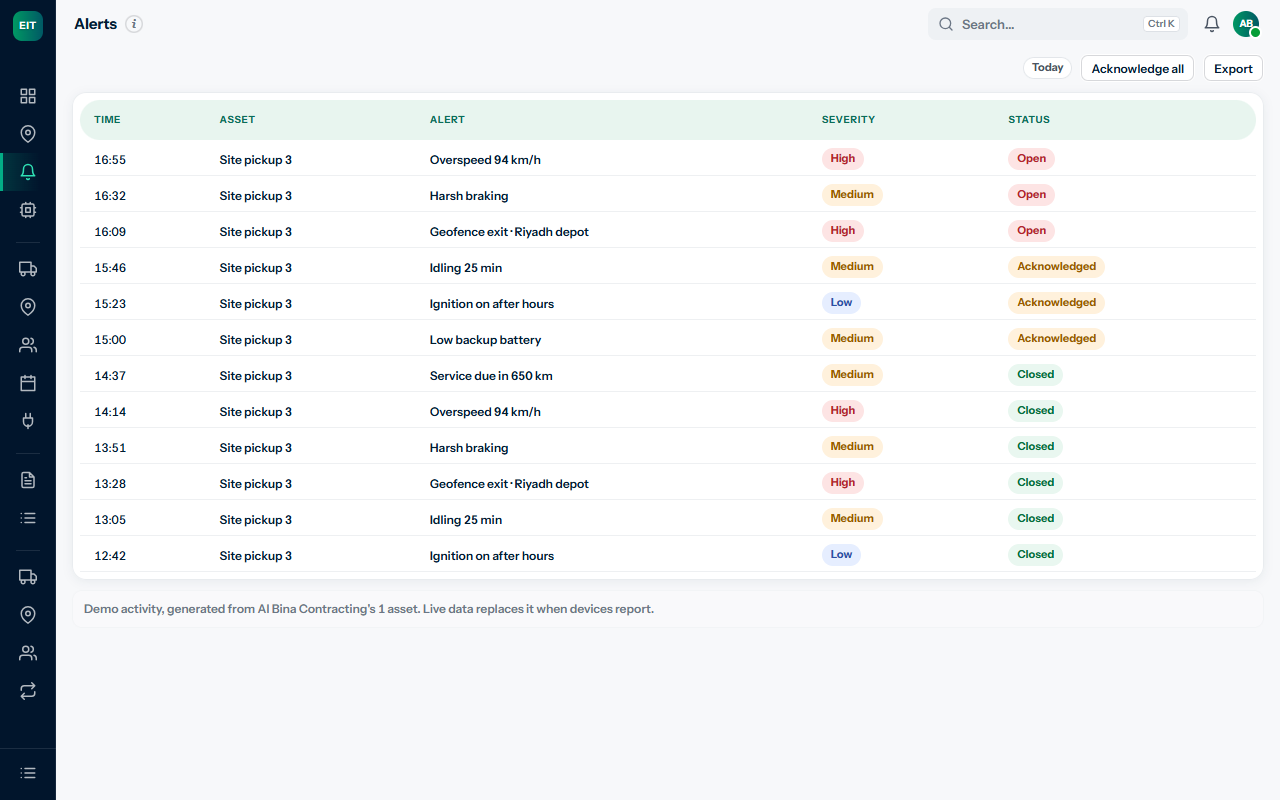 EIT
Alerts i
Search... Ctrl K
AB
Today Acknowledge all Export
TIME ASSET ALERT SEVERITY STATUS
16:55 Site pickup 3 Overspeed 94 km/h High Open
16:32 Site pickup 3 Harsh braking Medium Open
16:09 Site pickup 3 Geofence exit · Riyadh depot High Open
15:46 Site pickup 3 Idling 25 min Medium Acknowledged
15:23 Site pickup 3 Ignition on after hours Low Acknowledged
15:00 Site pickup 3 Low backup battery Medium Acknowledged
14:37 Site pickup 3 Service due in 650 km Medium Closed
14:14 Site pickup 3 Overspeed 94 km/h High Closed
13:51 Site pickup 3 Harsh braking Medium Closed
13:28 Site pickup 3 Geofence exit · Riyadh depot High Closed
13:05 Site pickup 3 Idling 25 min Medium Closed
12:42 Site pickup 3 Ignition on after hours Low Closed
Demo activity, generated from Al Bina Contracting's 1 asset. Live data replaces it when devices report.